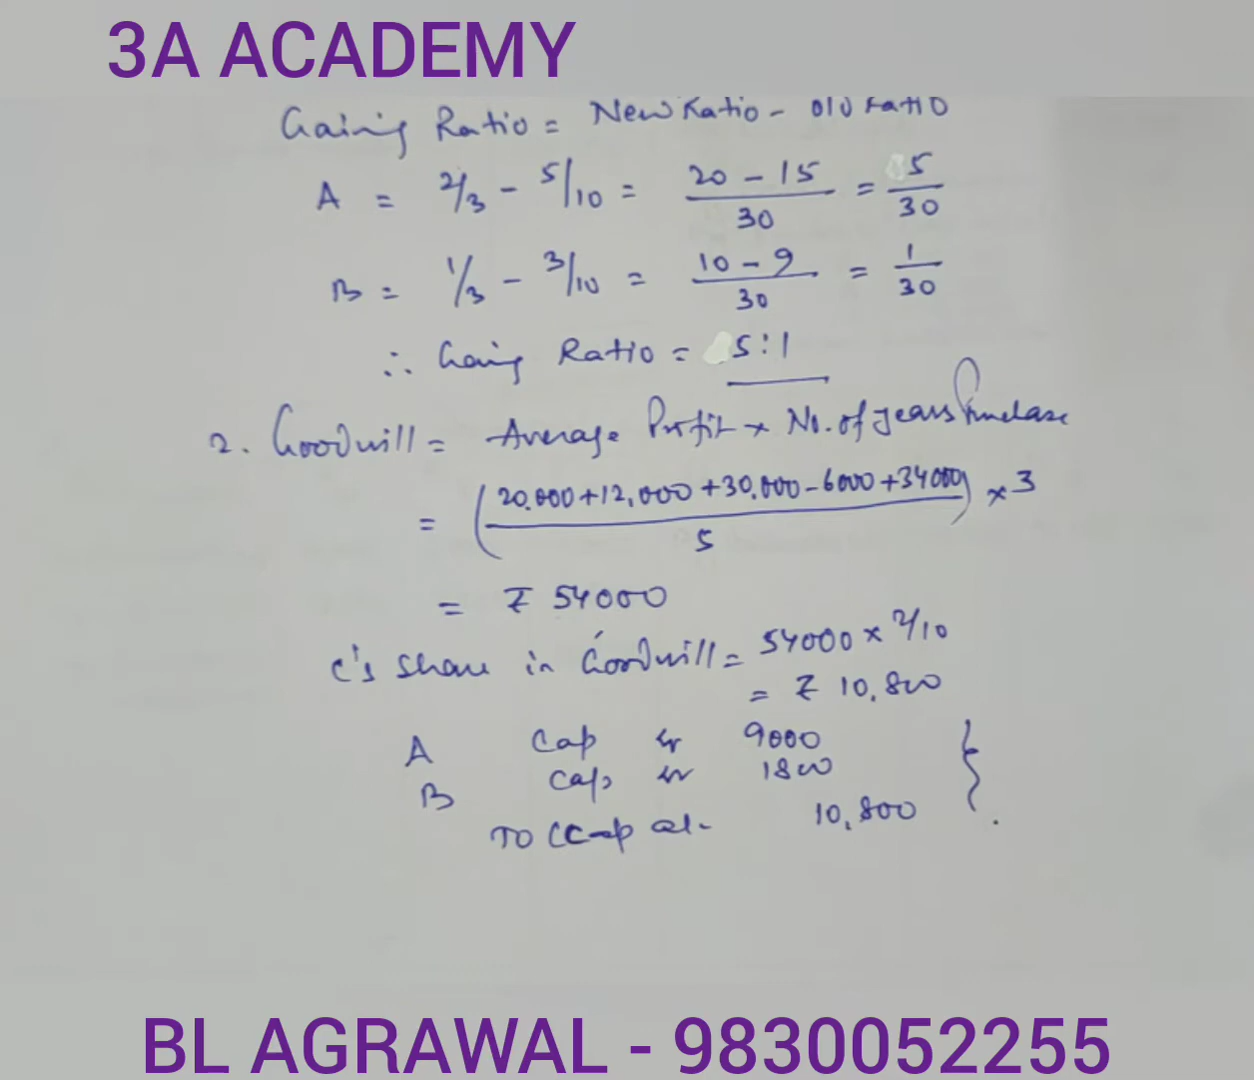 3A ACADEMY
Gaining Ratio = New Ratio - Old Ratio
A = 2/3 - 5/10 = 20 - 15 / 30 = 5/30
B = 1/3 - 3/10 = 10 - 9 / 30 = 1/30
∴ Gaing Ratio = 5:1
2. Goodwill = Average Profit × No. of years Purchase
= (20,000+12,000+30,000-6000+34000 / 5) × 3
= ₹ 54000
C's Share in Goodwill = 54000 × 2/10
= ₹ 10,800
A Cap Dr 9000
B Cap Dr 1800
TO C Cap a/c 10,800
BL AGRAWAL - 9830052255